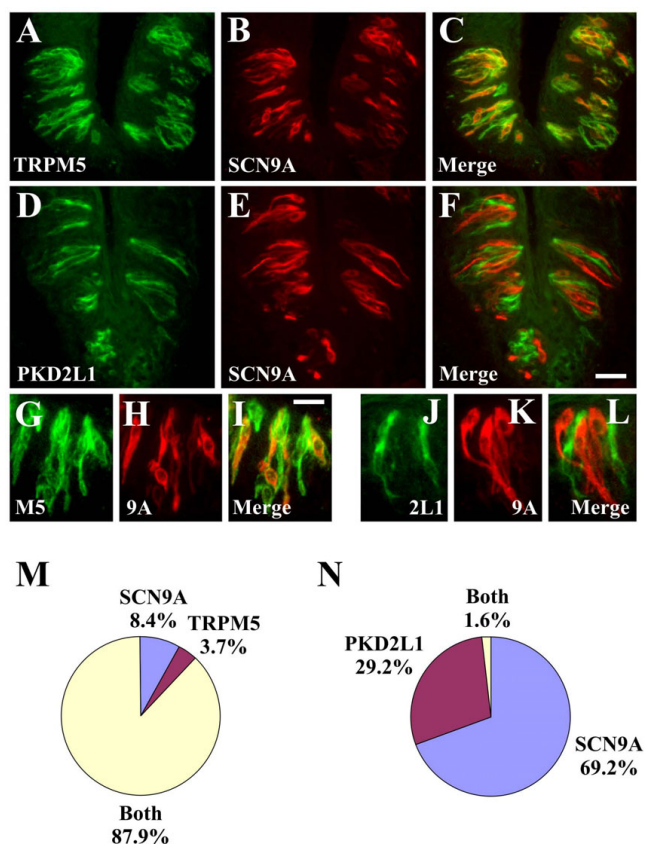 A
B
C
TRPM5
SCN9A
Merge
D
E
F
PKD2L1
SCN9A
Merge
G
H
I
J
K
L
M5
9A
Merge
2L1
9A
Merge
M
N
SCN9A
8.4%
TRPM5
3.7%
Both
87.9%
Both
1.6%
PKD2L1
29.2%
SCN9A
69.2%